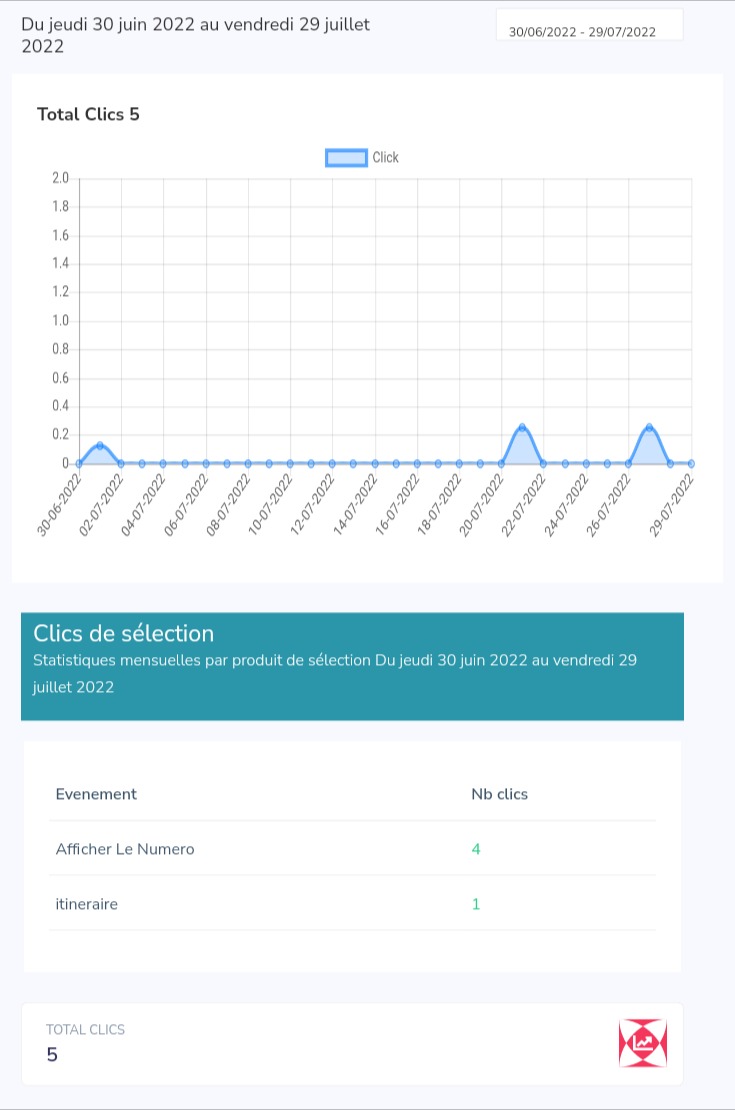 Du jeudi 30 juin 2022 au vendredi 29 juillet
2022
30/06/2022 - 29/07/2022
Total Clics 5
Click
2.0
1.8
1.6
1.4
1.2
1.0
0.8
0.6
0.4
0.2
0
30-06-2022
02-07-2022
04-07-2022
06-07-2022
08-07-2022
10-07-2022
12-07-2022
14-07-2022
16-07-2022
18-07-2022
20-07-2022
22-07-2022
24-07-2022
26-07-2022
29-07-2022
Clics de sélection
Statistiques mensuelles par produit de sélection Du jeudi 30 juin 2022 au vendredi 29
juillet 2022
Evenement Nb clics
Afficher Le Numero 4
itineraire 1
TOTAL CLICS
5